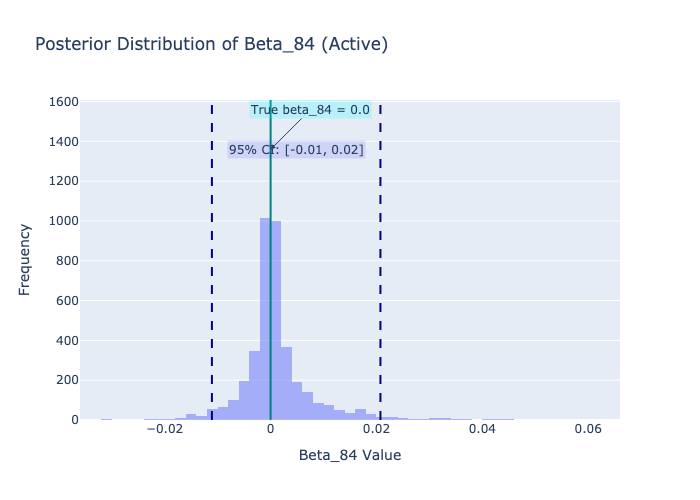 Posterior Distribution of Beta_84 (Active)
True beta_84 = 0.0
95% CI: [-0.01, 0.02]
1600
1400
1200
1000
800
600
400
200
0
−0.02
0
0.02
0.04
0.06
Frequency
Beta_84 Value